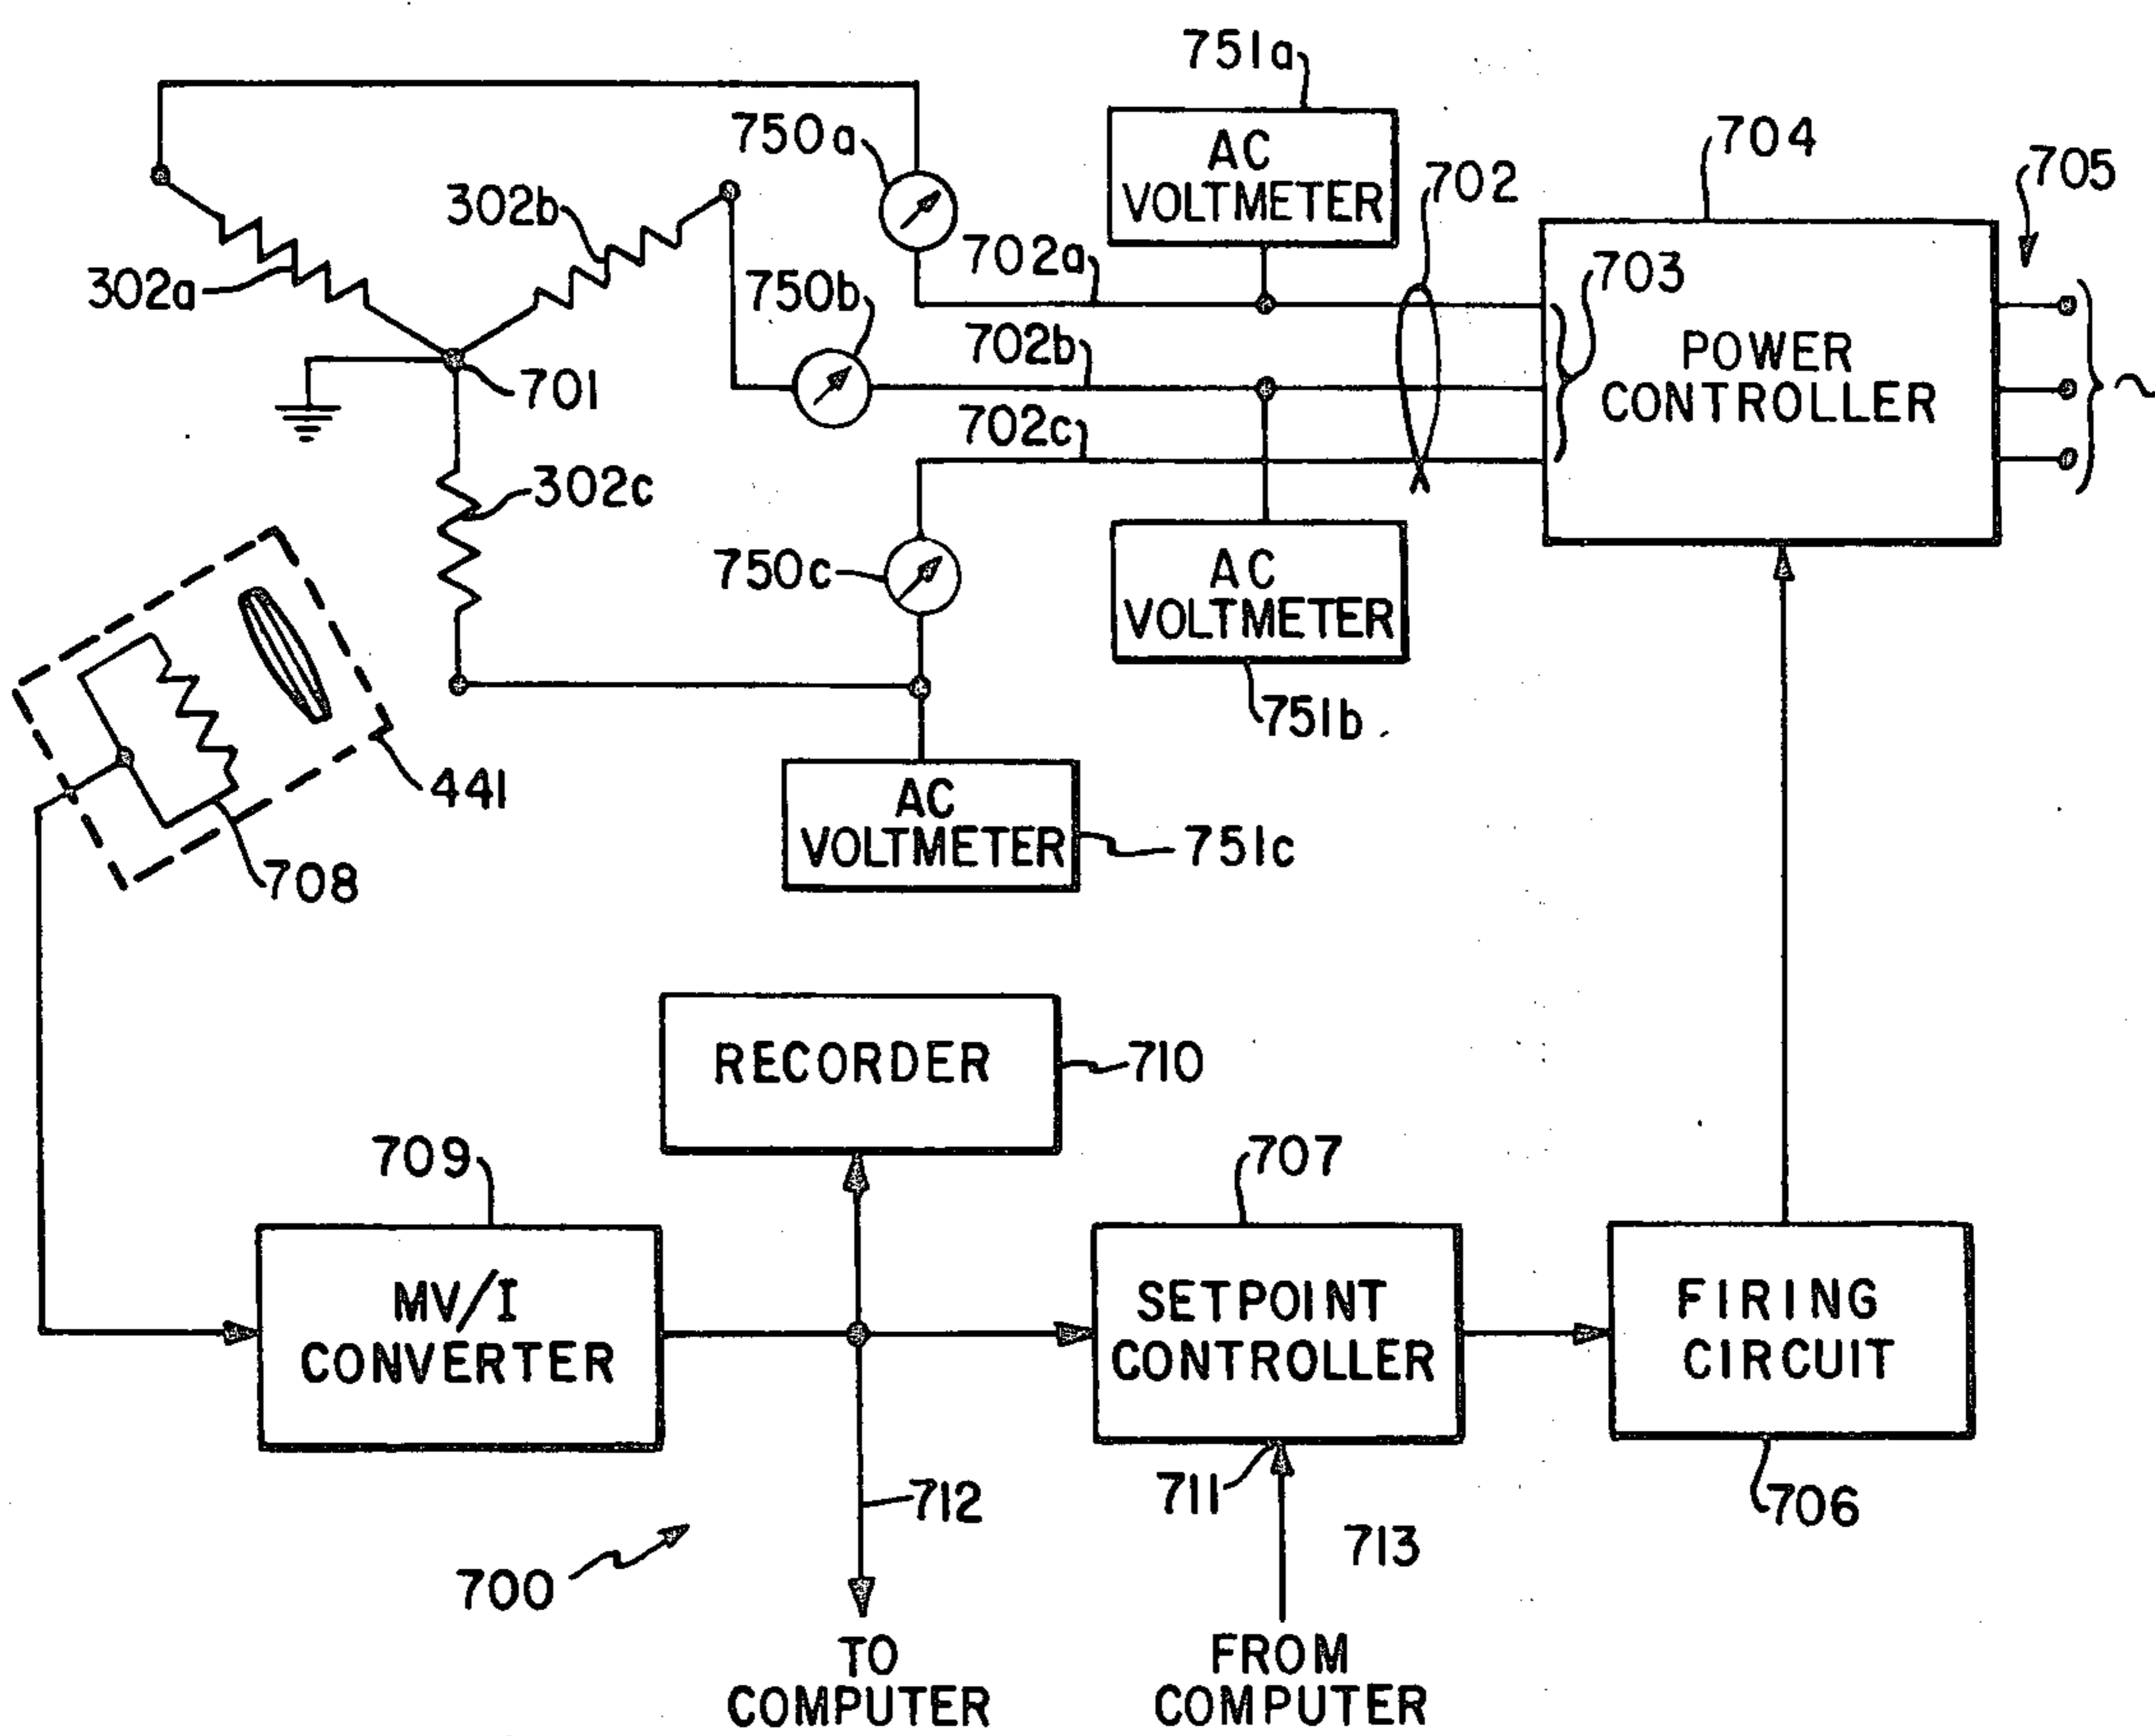 751a
AC
VOLTMETER
750a
704
705
702
302b
703
702a
302a
750b
POWER
CONTROLLER
702b
701
702c
302c
750c
AC
VOLTMETER
751b
441
AC
VOLTMETER
751c
708
RECORDER
710
709
707
MV/I
CONVERTER
SETPOINT
CONTROLLER
FIRING
CIRCUIT
712
711
706
713
700
TO
COMPUTER
FROM
COMPUTER